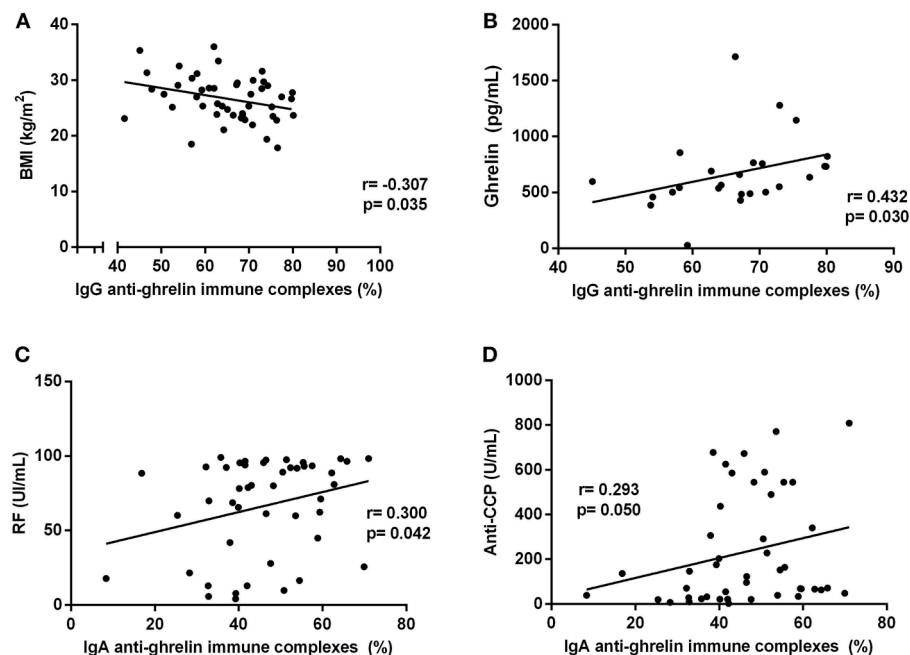 A
BMI (kg/m²)
40
30
20
10
0
40 50 60 70 80 90 100
r= -0.307
p= 0.035
IgG anti-ghrelin immune complexes (%)
B
Ghrelin (pg/mL)
2000
1500
1000
500
0
40 50 60 70 80 90
r= 0.432
p= 0.030
IgG anti-ghrelin immune complexes (%)
C
RF (UI/mL)
150
100
50
0
0 20 40 60 80
r= 0.300
p= 0.042
IgA anti-ghrelin immune complexes (%)
D
Anti-CCP (U/mL)
1000
800
600
400
200
0
0 20 40 60 80
r= 0.293
p= 0.050
IgA anti-ghrelin immune complexes (%)